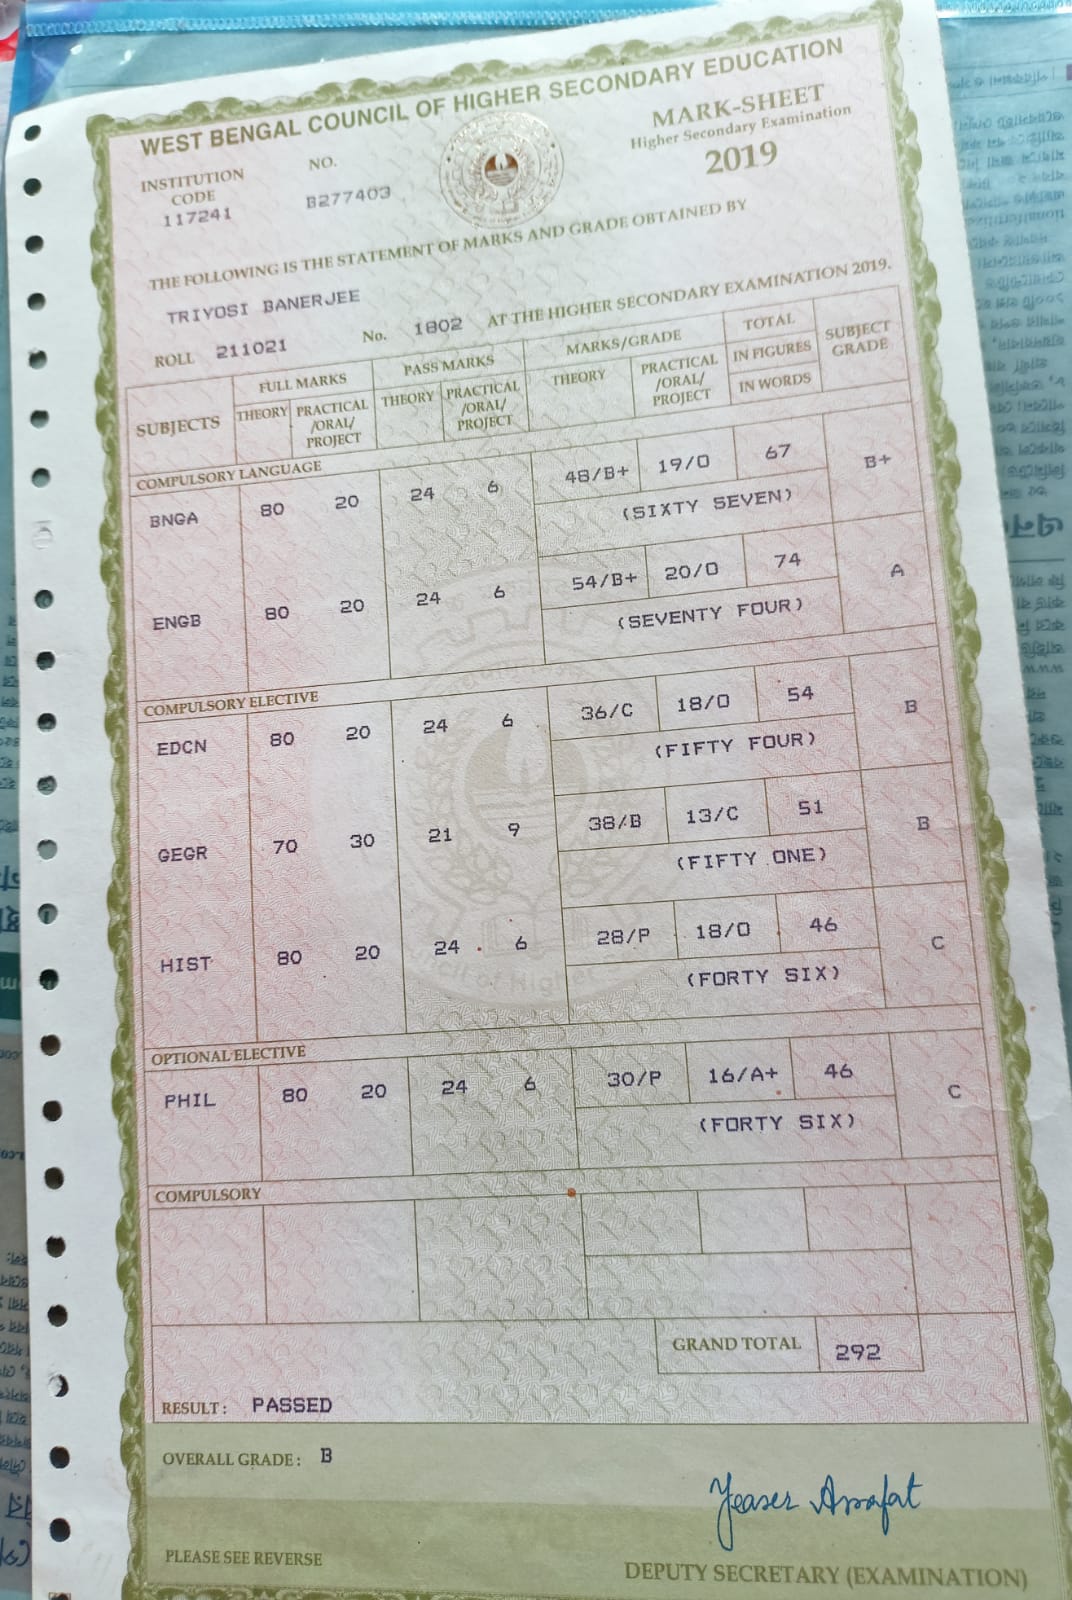 WEST BENGAL COUNCIL OF HIGHER SECONDARY EDUCATION
MARK-SHEET
Higher Secondary Examination
2019
INSTITUTION CODE
117241
NO.
B277403
THE FOLLOWING IS THE STATEMENT OF MARKS AND GRADE OBTAINED BY
TRIYOSI BANERJEE
ROLL 211021 No. 1802 AT THE HIGHER SECONDARY EXAMINATION 2019.
SUBJECTS FULL MARKS PASS MARKS MARKS/GRADE TOTAL SUBJECT GRADE
THEORY PRACTICAL /ORAL/ PROJECT THEORY PRACTICAL /ORAL/ PROJECT THEORY PRACTICAL /ORAL/ PROJECT IN FIGURES
IN WORDS
COMPULSORY LANGUAGE
BNGA 80 20 24 6 48/B+ 19/O 67 B+
(SIXTY SEVEN)
ENGB 80 20 24 6 54/B+ 20/O 74 A
(SEVENTY FOUR)
COMPULSORY ELECTIVE
EDCN 80 20 24 6 36/C 18/O 54 B
(FIFTY FOUR)
GEGR 70 30 21 9 38/B 13/C 51 B
(FIFTY ONE)
HIST 80 20 24 6 28/P 18/O 46 C
(FORTY SIX)
OPTIONAL ELECTIVE
PHIL 80 20 24 6 30/P 16/A+ 46 C
(FORTY SIX)
COMPULSORY
GRAND TOTAL 292
RESULT: PASSED
OVERALL GRADE: B
Yeaser Arrafat
PLEASE SEE REVERSE
DEPUTY SECRETARY (EXAMINATION)